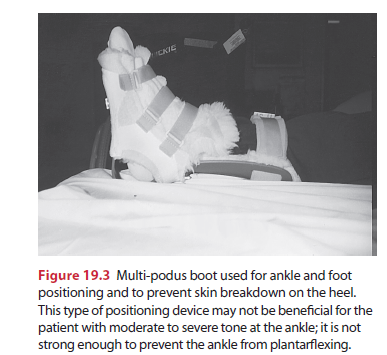 CKIE
Figure 19.3 Multi-podus boot used for ankle and foot
positioning and to prevent skin breakdown on the heel.
This type of positioning device may not be beneficial for the
patient with moderate to severe tone at the ankle; it is not
strong enough to prevent the ankle from plantarflexing.